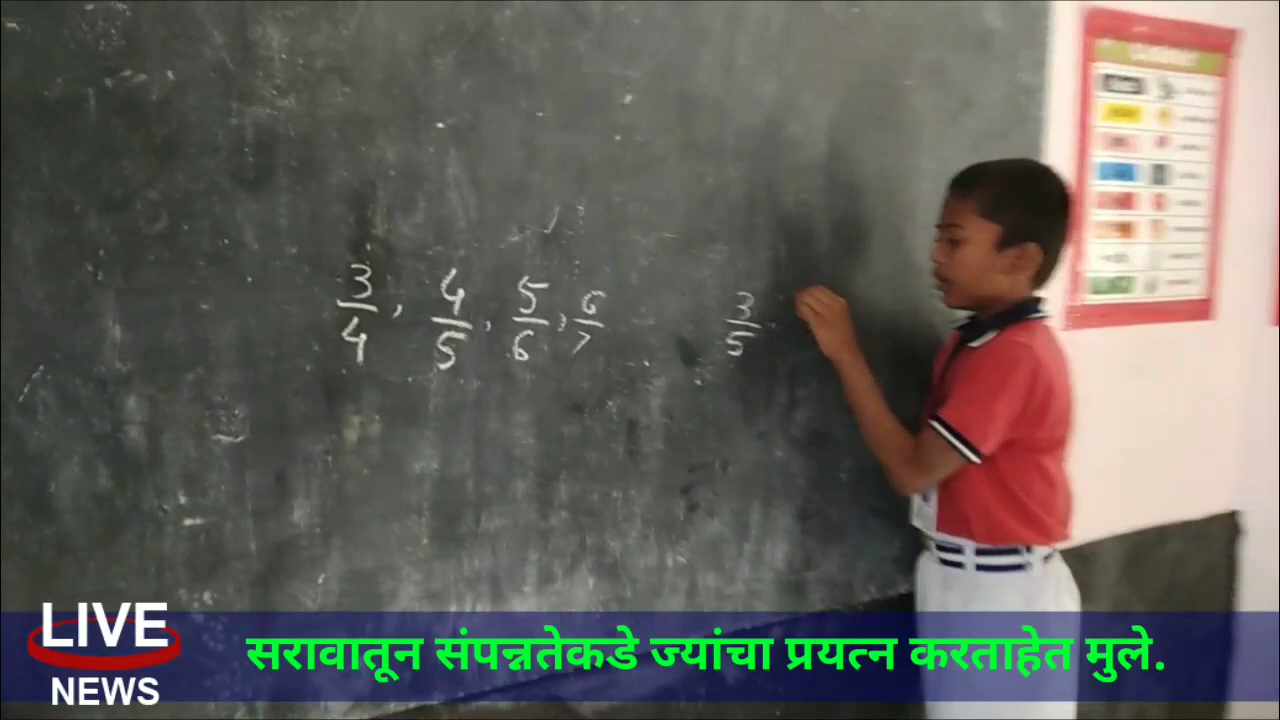 3/4, 4/5, 5/6, 6/7 3/5
LIVE
NEWS
सरावातून संपन्नतेकडे ज्यांचा प्रयत्न करताहेत मुले.